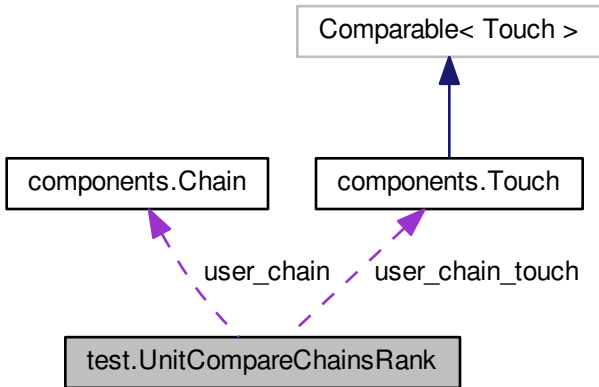 Comparable< Touch >
components.Chain
components.Touch
user_chain
user_chain_touch
test.UnitCompareChainsRank